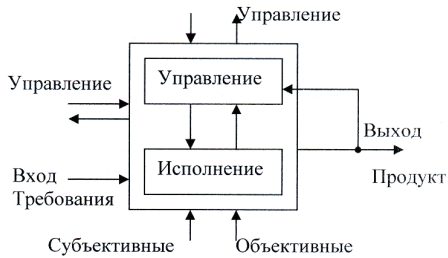 Управление
Управление
Управление
Выход
Исполнение
Вход
Продукт
Требования
Субъективные
Объективные